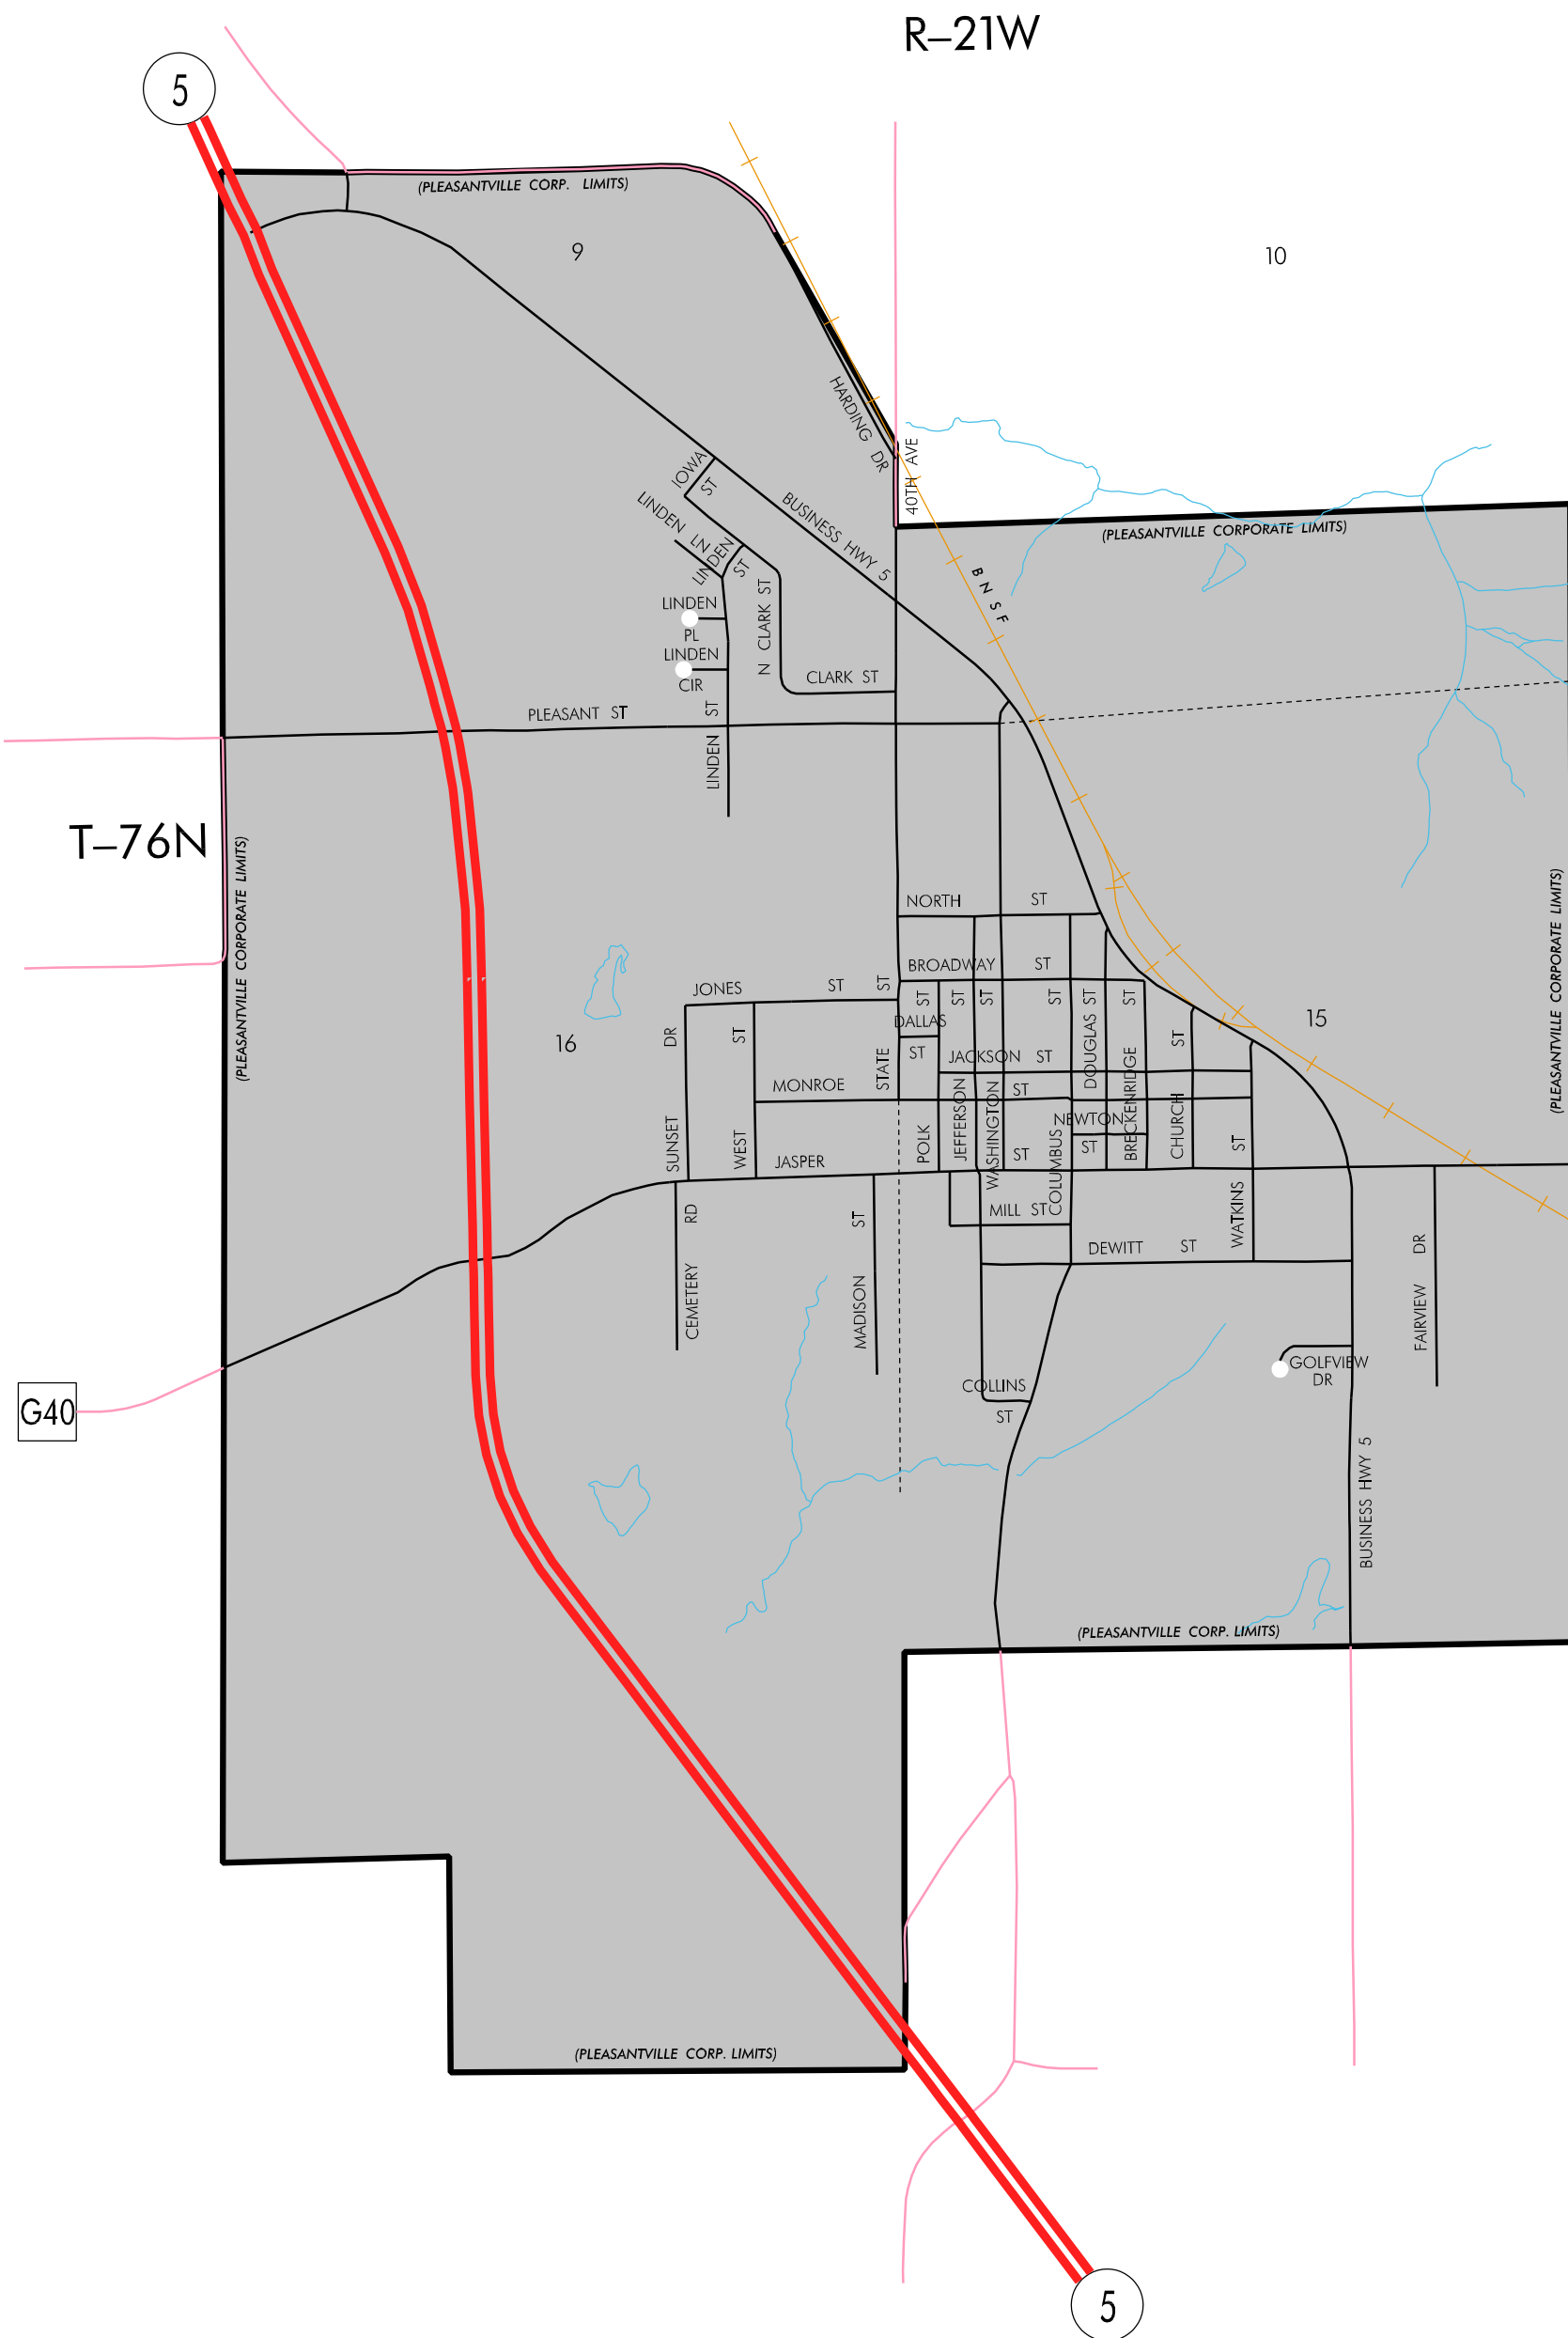 R–21W
5
(PLEASANTVILLE CORP. LIMITS)
9
10
HARDING DR
40TH AVE
IOWA
ST
LINDEN LN
BUSINESS HWY 5
(PLEASANTVILLE CORPORATE LIMITS)
LINDEN
ST
BNSF
N CLARK ST
LINDEN
PL
LINDEN
CIR
CLARK ST
PLEASANT ST
LINDEN ST
T–76N
(PLEASANTVILLE CORPORATE LIMITS)
(PLEASANTVILLE CORPORATE LIMITS)
NORTH ST
BROADWAY ST
JONES ST
STATE ST
POLK ST
JEFFERSON ST
WASHINGTON ST
COLUMBUS ST
DOUGLAS ST
BRECKENRIDGE ST
CHURCH ST
DALLAS
ST
15
16
SUNSET DR
WEST ST
JACKSON ST
MONROE ST
NEWTON
ST
JASPER ST
WATKINS ST
CEMETERY RD
MADISON ST
MILL ST
DEWITT ST
FAIRVIEW DR
GOLFVIEW
DR
COLLINS
ST
G40
BUSINESS HWY 5
(PLEASANTVILLE CORP. LIMITS)
(PLEASANTVILLE CORP. LIMITS)
5